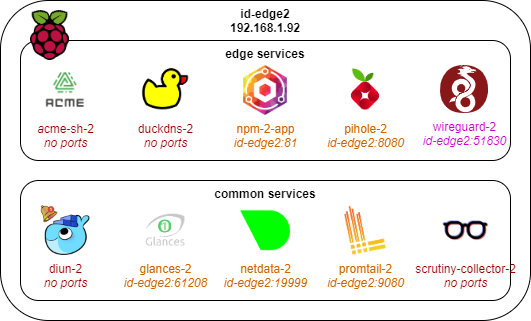 id-edge2
192.168.1.92
edge services
ACME
acme-sh-2
no ports
duckdns-2
no ports
npm-2-app
id-edge2:81
pihole-2
id-edge2:8080
wireguard-2
id-edge2:51830
common services
diun-2
no ports
Glances
glances-2
id-edge2:61208
netdata-2
id-edge2:19999
promtail-2
id-edge2:9080
scrutiny-collector-2
no ports